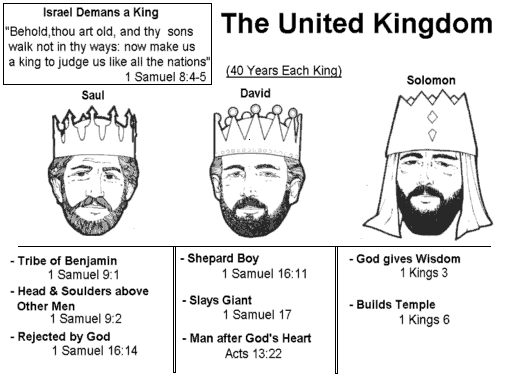 Israel Demans a King
"Behold,thou art old, and thy sons
walk not in thy ways: now make us
a king to judge us like all the nations"
1 Samuel 8:4-5
The United Kingdom
(40 Years Each King)
Saul
David
Solomon
- Tribe of Benjamin
1 Samuel 9:1
- Head & Soulders above
Other Men
1 Samuel 9:2
- Rejected by God
1 Samuel 16:14
- Shepard Boy
1 Samuel 16:11
- Slays Giant
1 Samuel 17
- Man after God's Heart
Acts 13:22
- God gives Wisdom
1 Kings 3
- Builds Temple
1 Kings 6